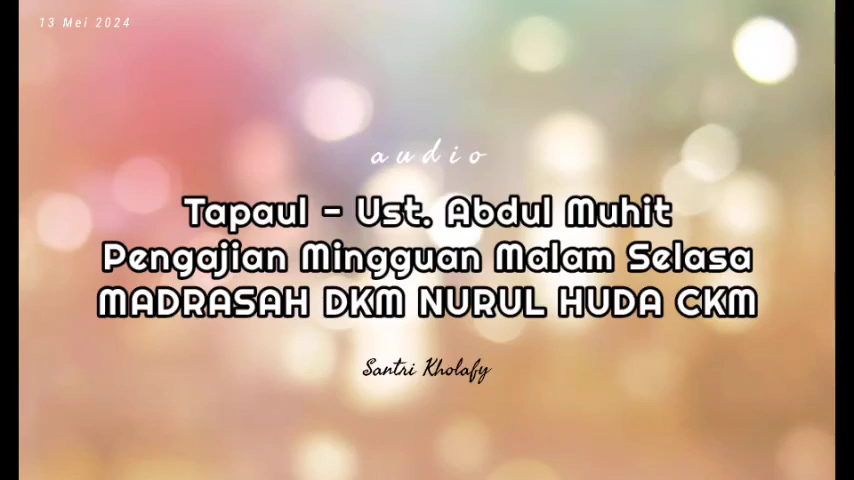 13 Mei 2024
audio
Tapaul - Ust. Abdul Muhit
Pengajian Mingguan Malam Selasa
MADRASAH DKM NURUL HUDA CKM
Santri Kholafy